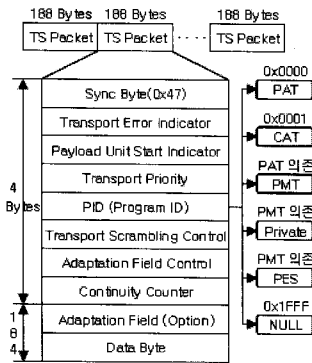 188 Bytes 188 Bytes 188 Bytes
TS Packet TS Packet ······ TS Packet
Sync Byte(0x47)
Transport Error Indicator
Payload Unit Start Indicator
Transport Priority
PID (Program ID)
Transport Scrambling Control
Adaptation Field Control
Continuity Counter
Adaptation Field (Option)
Data Byte
4
Bytes
1
8
4
0x0000
PAT
0x0001
CAT
PAT 의존
PMT
PMT 의존
Private
PMT 의존
PES
0x1FFF
NULL